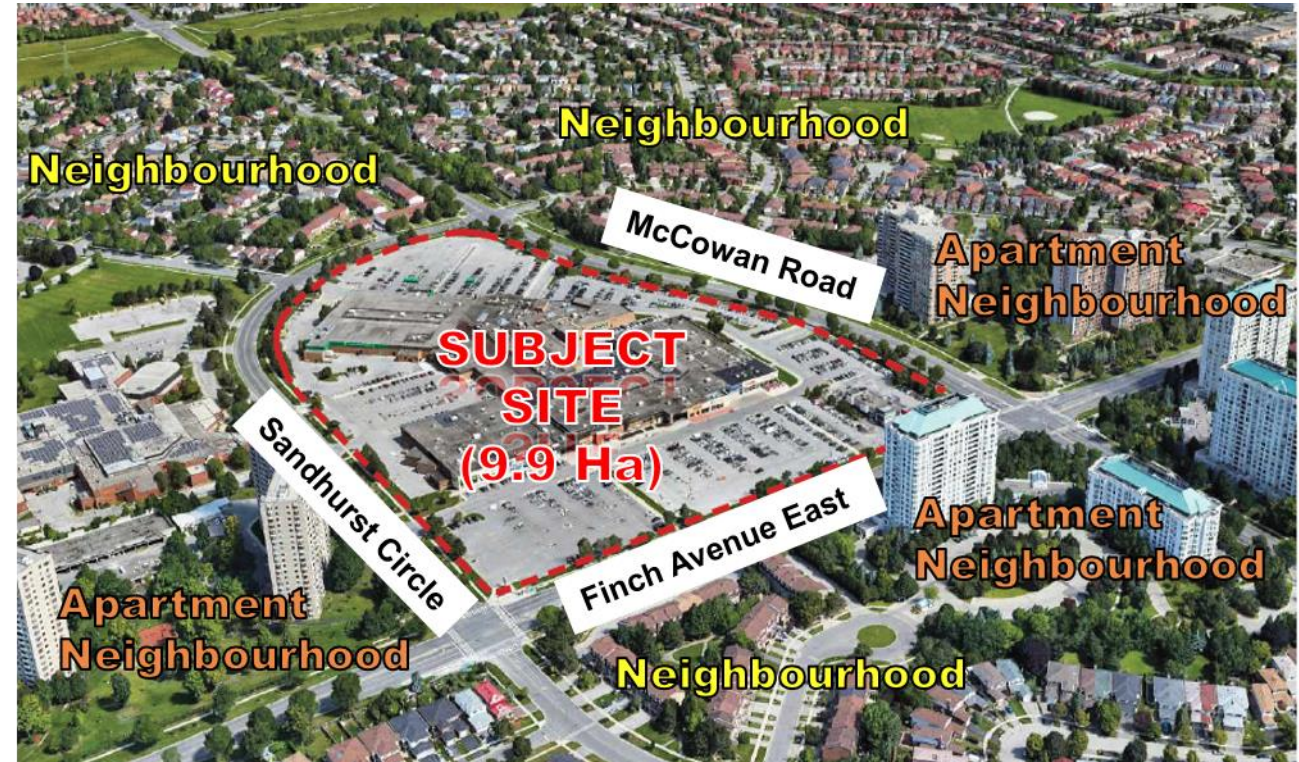 Neighbourhood
Neighbourhood
McCowan Road
Apartment
Neighbourhood
SUBJECT
SITE
(9.9 Ha)
Sandhurst Circle
Finch Avenue East
Apartment
Neighbourhood
Apartment
Neighbourhood
Neighbourhood